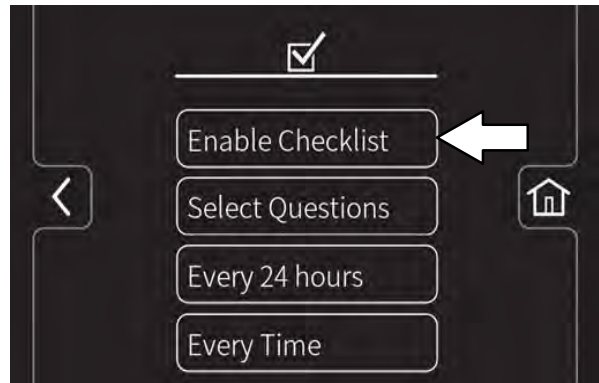 Enable Checklist
Select Questions
Every 24 hours
Every Time